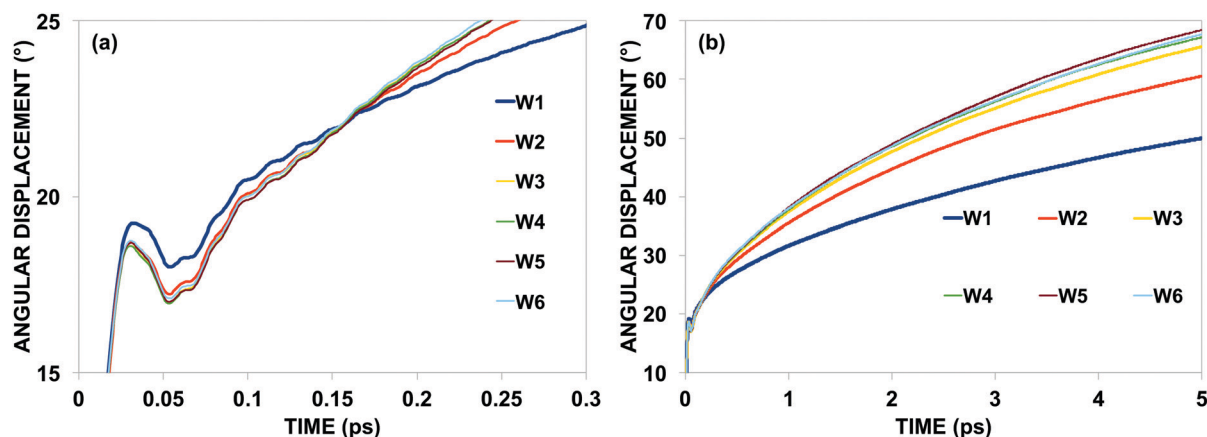 (a)
ANGULAR DISPLACEMENT (°)
25
20
15
0
0.05
0.1
0.15
0.2
0.25
0.3
TIME (ps)
W1
W2
W3
W4
W5
W6
(b)
ANGULAR DISPLACEMENT (°)
70
60
50
40
30
20
10
0
1
2
3
4
5
TIME (ps)
W1 W2 W3
W4 W5 W6